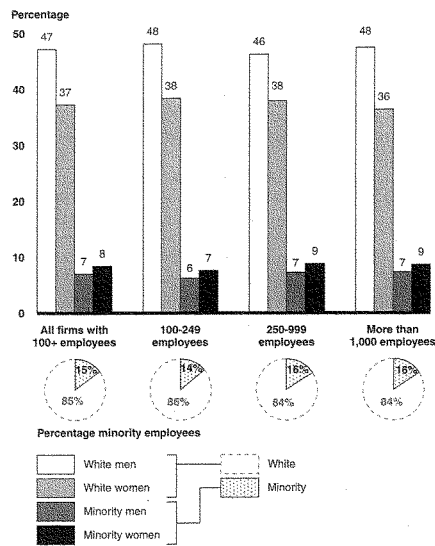 Percentage
50
40
30
20
10
0
47 37 7 8
48 38 6 7
46 38 7 9
48 36 7 9
All firms with
100+ employees
100-249
employees
250-999
employees
More than
1,000 employees
15%
85%
14%
86%
16%
84%
16%
84%
Percentage minority employees
White men
White women
Minority men
Minority women
White
Minority